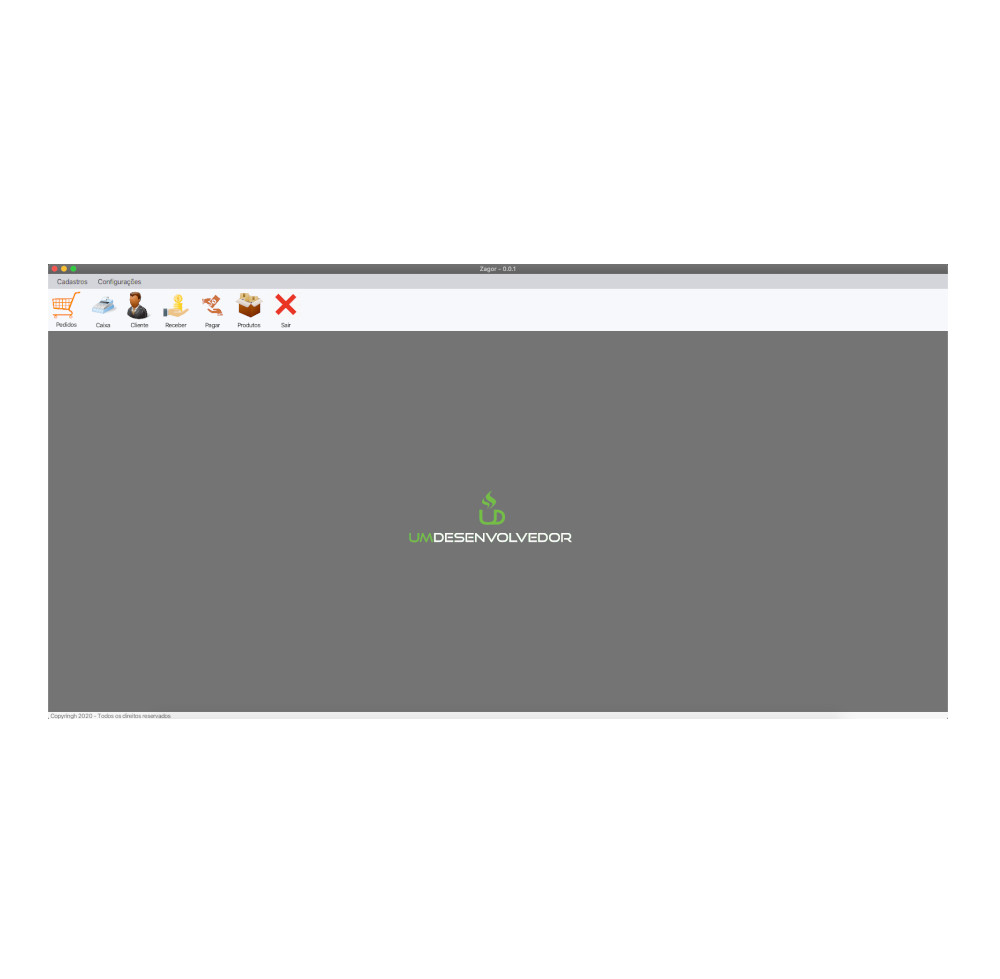 Zagor - 0.0.1
Cadastros Configurações
Pedidos Caixa Cliente Receber Pagar Produtos Sair
UD
UMDESENVOLVEDOR
Copyringh 2020 - Todos os direitos reservados